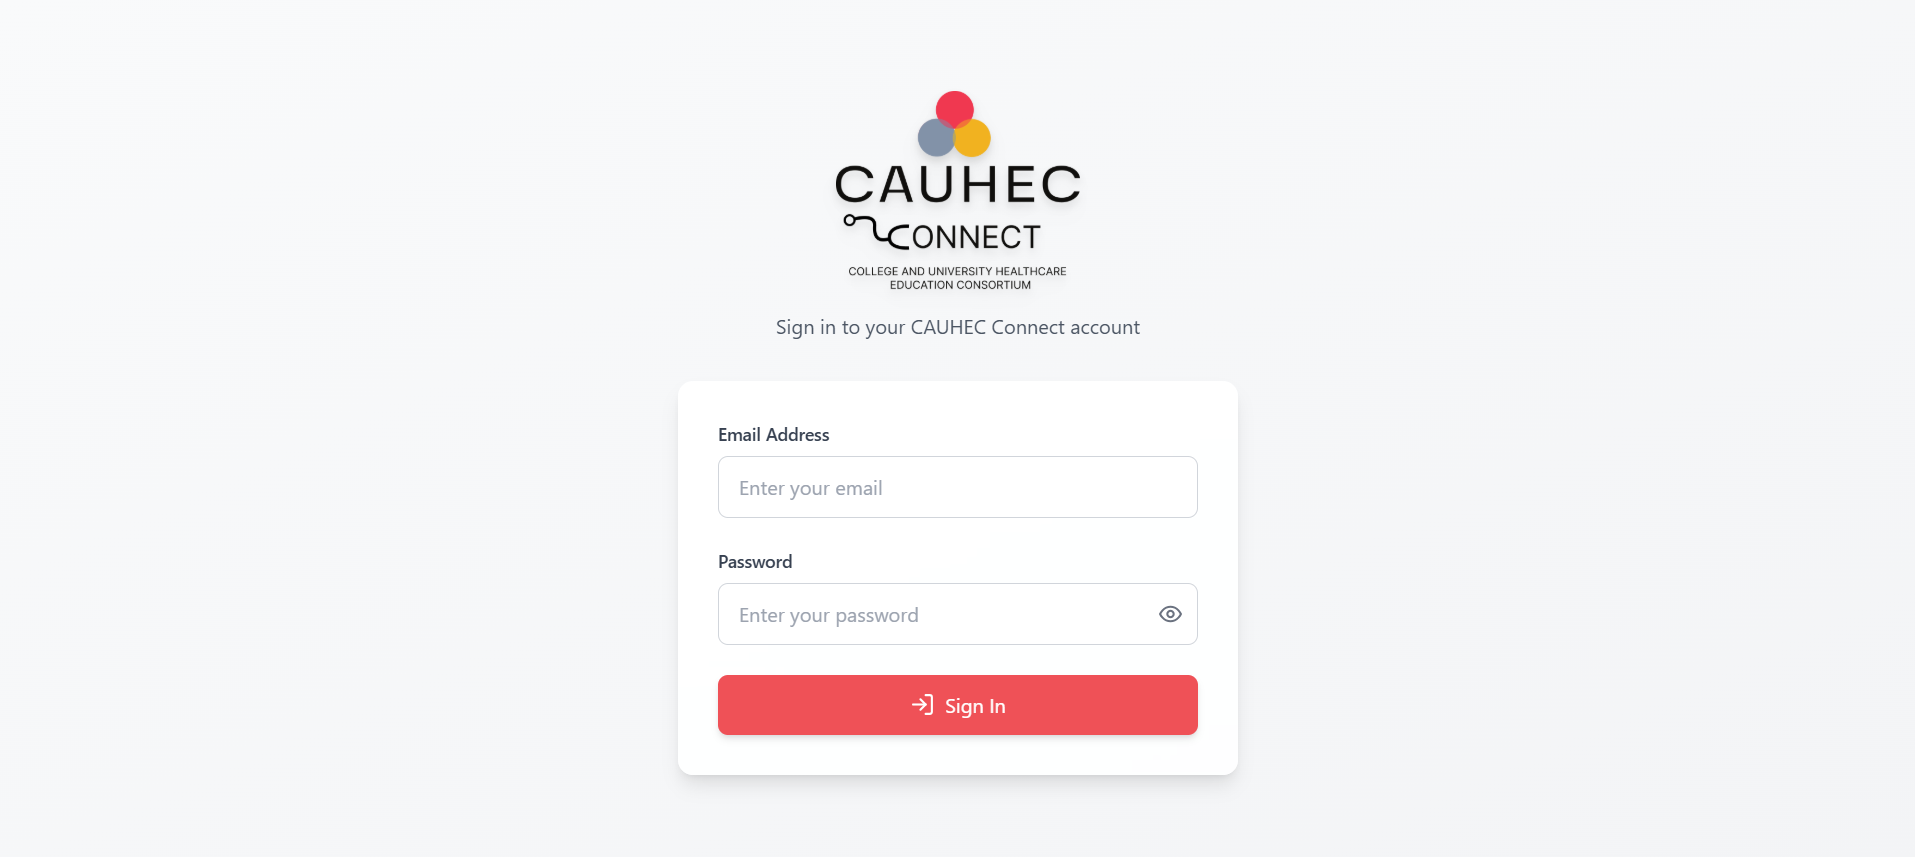 CAUHEC
CONNECT
COLLEGE AND UNIVERSITY HEALTHCARE
EDUCATION CONSORTIUM
Sign in to your CAUHEC Connect account
Email Address
Enter your email
Password
Enter your password
Sign In